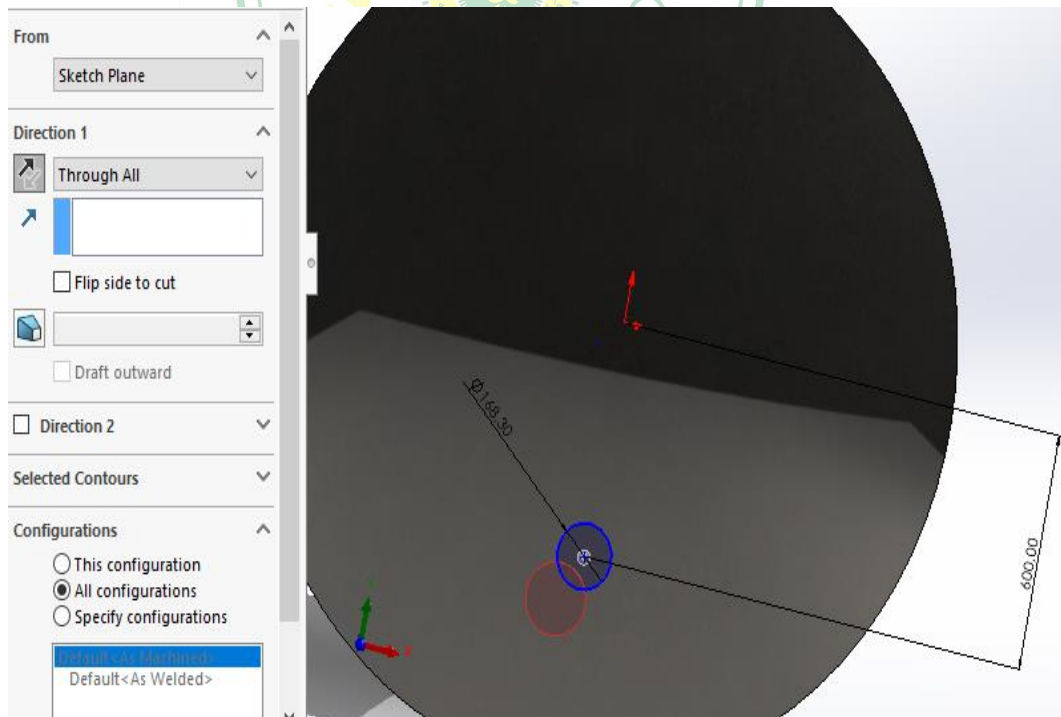 From
Sketch Plane
Direction 1
Through All
Flip side to cut
Draft outward
Direction 2
Selected Contours
Configurations
This configuration
All configurations
Specify configurations
Default<As Machined>
Default<As Welded>
Ø168,30
600,00